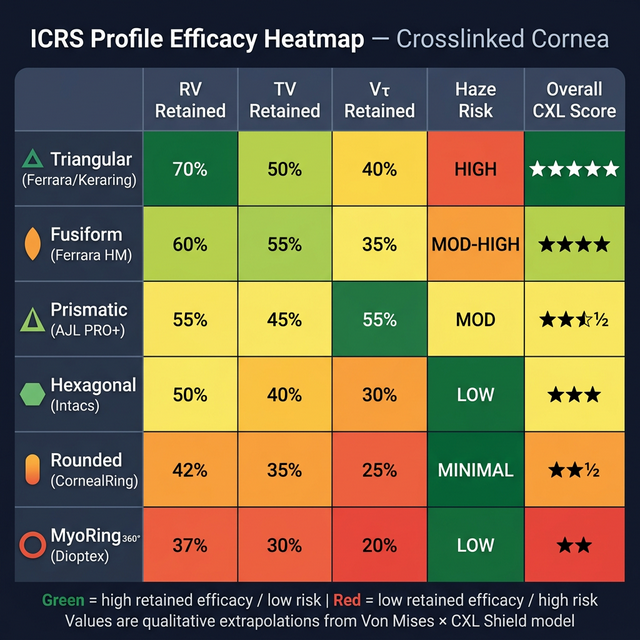 ICRS Profile Efficacy Heatmap — Crosslinked Cornea
RV
Retained
TV
Retained
Vτ
Retained
Haze
Risk
Overall
CXL Score
Triangular
(Ferrara/Keraring)
70%
50%
40%
HIGH
★★★★★
Fusiform
(Ferrara HM)
60%
55%
35%
MOD-HIGH
★★★★
Prismatic
(AJL PRO+)
55%
45%
55%
MOD
★★⯪½
Hexagonal
(Intacs)
50%
40%
30%
LOW
★★★
Rounded
(CornealRing)
42%
35%
25%
MINIMAL
★★½
MyoRing 360°
(Dioptex)
37%
30%
20%
LOW
★★
Green = high retained efficacy / low risk | Red = low retained efficacy / high risk
Values are qualitative extrapolations from Von Mises × CXL Shield model